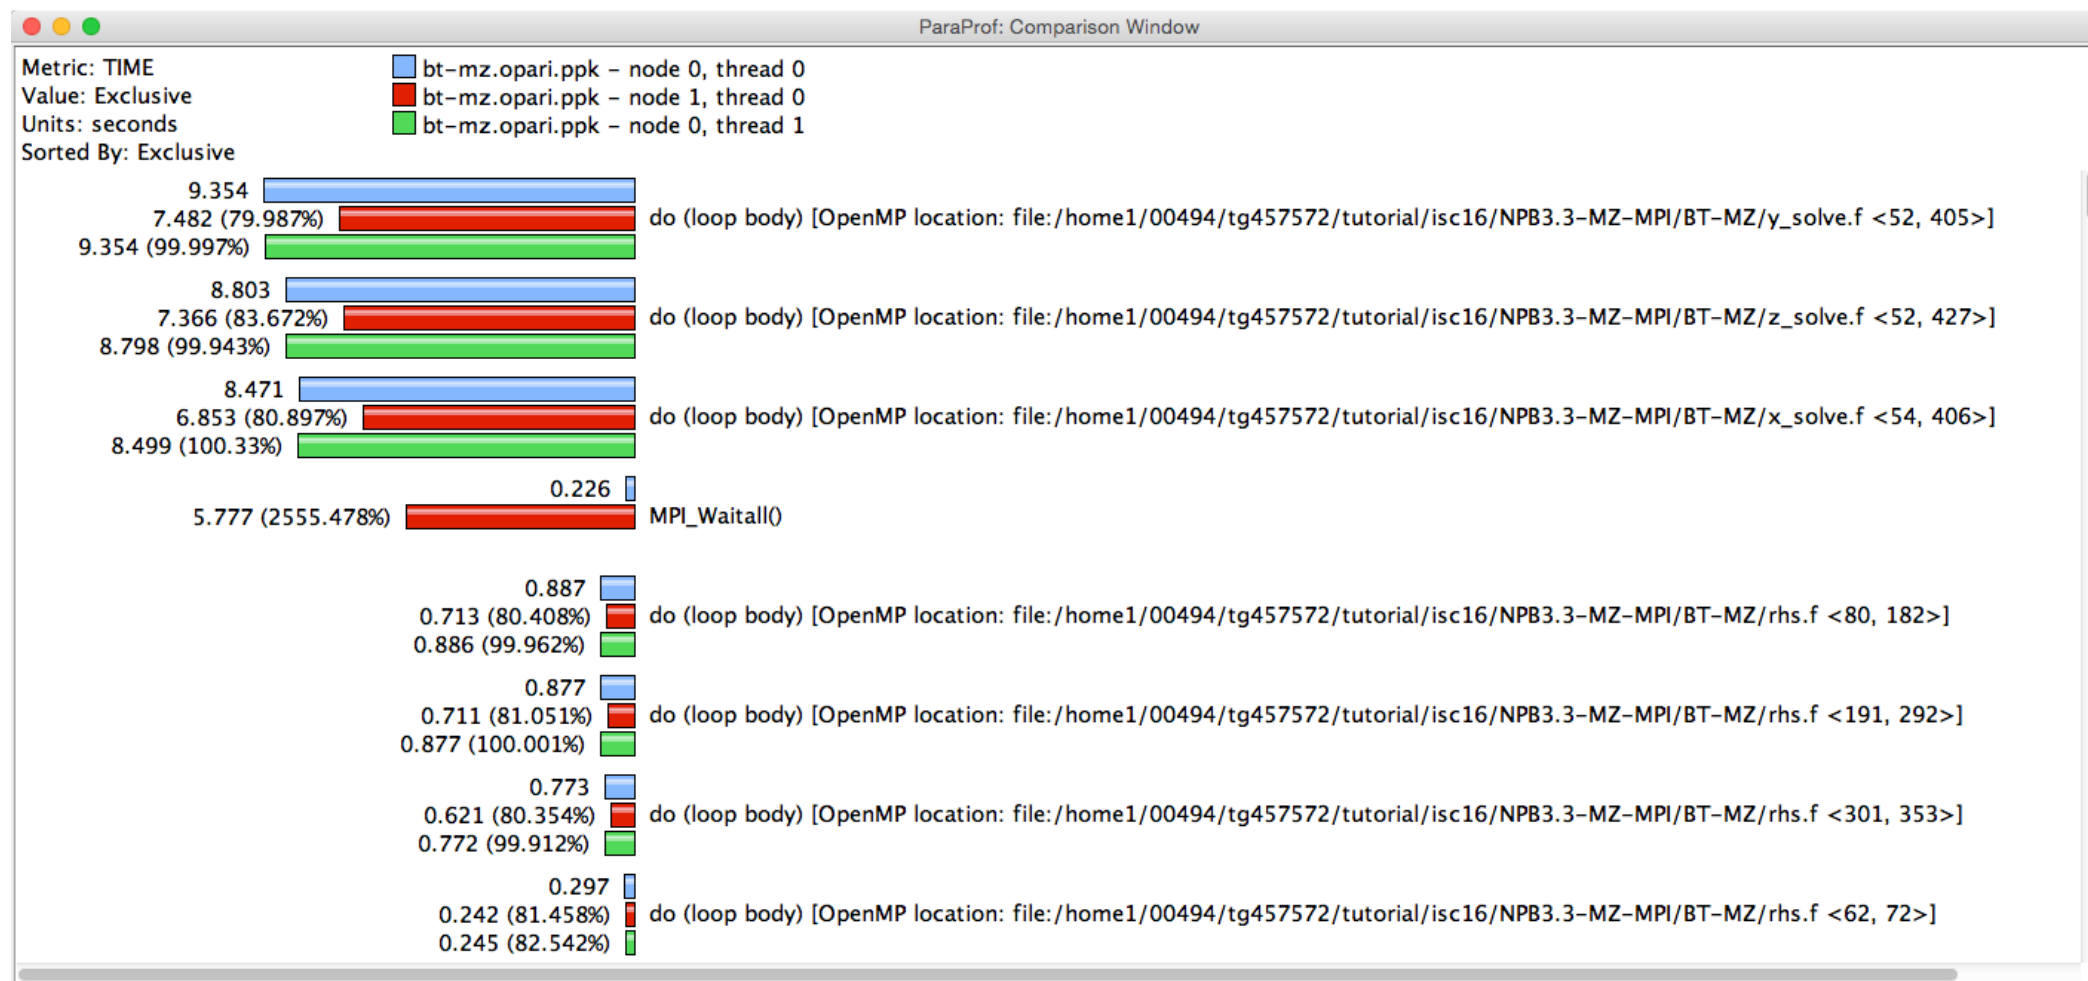 ParaProf: Comparison Window
Metric: TIME
Value: Exclusive
Units: seconds
Sorted By: Exclusive
bt-mz.opari.ppk - node 0, thread 0
bt-mz.opari.ppk - node 1, thread 0
bt-mz.opari.ppk - node 0, thread 1
9.354
7.482 (79.987%)
9.354 (99.997%)
do (loop body) [OpenMP location: file:/home1/00494/tg457572/tutorial/isc16/NPB3.3-MZ-MPI/BT-MZ/y_solve.f <52, 405>]
8.803
7.366 (83.672%)
8.798 (99.943%)
do (loop body) [OpenMP location: file:/home1/00494/tg457572/tutorial/isc16/NPB3.3-MZ-MPI/BT-MZ/z_solve.f <52, 427>]
8.471
6.853 (80.897%)
8.499 (100.33%)
do (loop body) [OpenMP location: file:/home1/00494/tg457572/tutorial/isc16/NPB3.3-MZ-MPI/BT-MZ/x_solve.f <54, 406>]
0.226
5.777 (2555.478%)
MPI_Waitall()
0.887
0.713 (80.408%)
0.886 (99.962%)
do (loop body) [OpenMP location: file:/home1/00494/tg457572/tutorial/isc16/NPB3.3-MZ-MPI/BT-MZ/rhs.f <80, 182>]
0.877
0.711 (81.051%)
0.877 (100.001%)
do (loop body) [OpenMP location: file:/home1/00494/tg457572/tutorial/isc16/NPB3.3-MZ-MPI/BT-MZ/rhs.f <191, 292>]
0.773
0.621 (80.354%)
0.772 (99.912%)
do (loop body) [OpenMP location: file:/home1/00494/tg457572/tutorial/isc16/NPB3.3-MZ-MPI/BT-MZ/rhs.f <301, 353>]
0.297
0.242 (81.458%)
0.245 (82.542%)
do (loop body) [OpenMP location: file:/home1/00494/tg457572/tutorial/isc16/NPB3.3-MZ-MPI/BT-MZ/rhs.f <62, 72>]